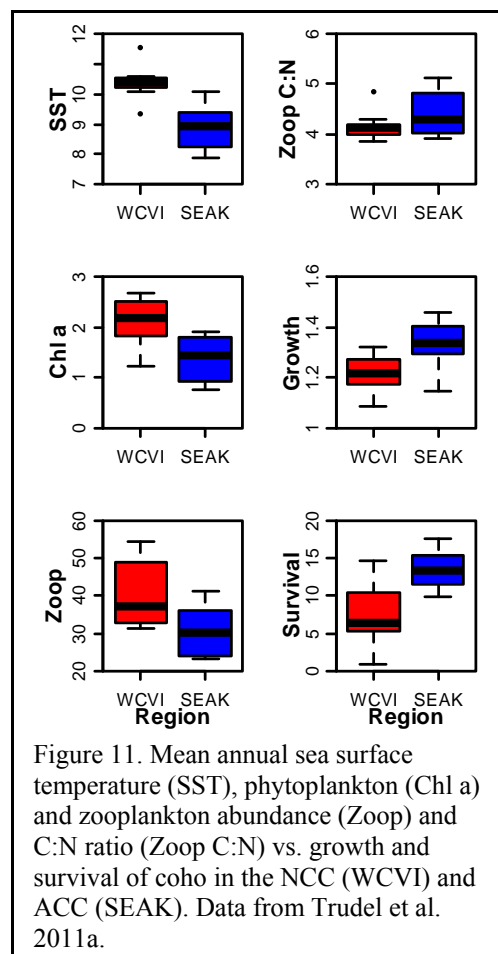 12
11
10
9
8
7
SST
WCVI SEAK
6
5
4
3
Zoop C:N
WCVI SEAK
3
2
1
0
Chl a
WCVI SEAK
1.6
1.4
1.2
1
Growth
WCVI SEAK
60
50
40
30
20
Zoop
WCVI SEAK
Region
20
15
10
5
0
Survival
WCVI SEAK
Region
Figure 11. Mean annual sea surface
temperature (SST), phytoplankton (Chl a)
and zooplankton abundance (Zoop) and
C:N ratio (Zoop C:N) vs. growth and
survival of coho in the NCC (WCVI) and
ACC (SEAK). Data from Trudel et al.
2011a.